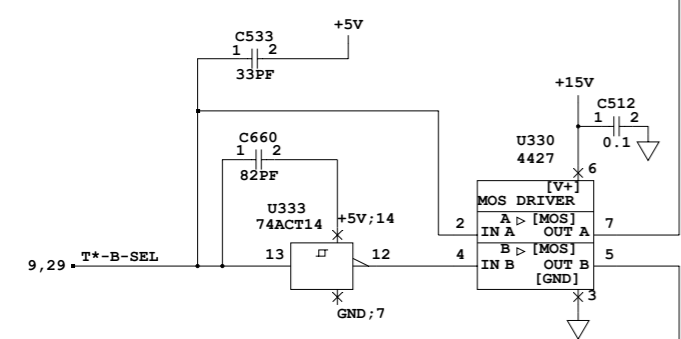 +5V
C533
1 2
33PF
+15V
C512
1 2
0.1
C660
1 2
82PF
U330
4427
6
[V+]
MOS DRIVER
U333
74ACT14
+5V;14
2
A ▷ [MOS]
7
IN A OUT A
9,29
T*-B-SEL
13
12
4
B ▷ [MOS]
5
IN B OUT B
[GND]
3
GND;7